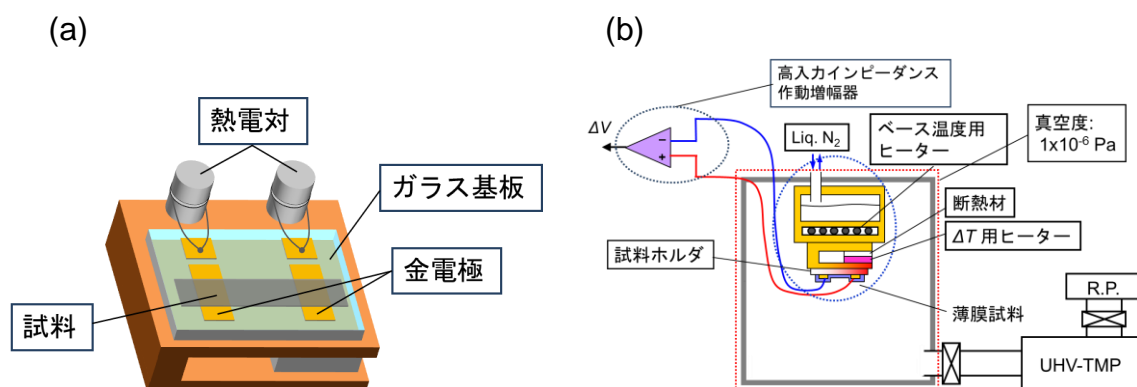 (a)
熱電対
ガラス基板
金電極
試料
(b)
高入力インピーダンス
作動増幅器
ΔV
−
+
Liq. N2
ベース温度用
ヒーター
真空度:
1x10-6 Pa
断熱材
ΔT 用ヒーター
試料ホルダ
薄膜試料
R.P.
UHV-TMP